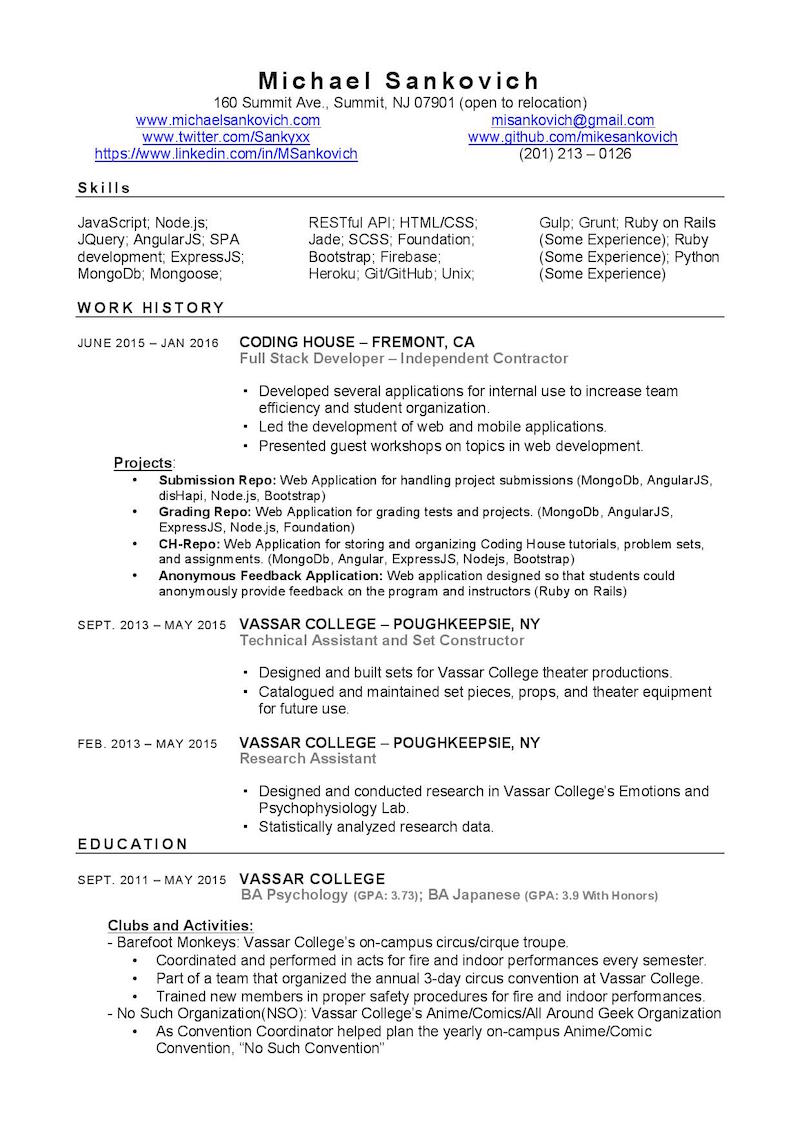 Michael Sankovich
160 Summit Ave., Summit, NJ 07901 (open to relocation)
www.michaelsankovich.com misankovich@gmail.com
www.twitter.com/Sankyxx www.github.com/mikesankovich
https://www.linkedin.com/in/MSankovich (201) 213 – 0126
Skills
JavaScript; Node.js; RESTful API; HTML/CSS; Gulp; Grunt; Ruby on Rails
JQuery; AngularJS; SPA Jade; SCSS; Foundation; (Some Experience); Ruby
development; ExpressJS; Bootstrap; Firebase; (Some Experience); Python
MongoDb; Mongoose; Heroku; Git/GitHub; Unix; (Some Experience)
WORK HISTORY
JUNE 2015 – JAN 2016 CODING HOUSE – FREMONT, CA
Full Stack Developer – Independent Contractor
▪ Developed several applications for internal use to increase team
efficiency and student organization.
▪ Led the development of web and mobile applications.
▪ Presented guest workshops on topics in web development.
Projects:
• Submission Repo: Web Application for handling project submissions (MongoDb, AngularJS,
disHapi, Node.js, Bootstrap)
• Grading Repo: Web Application for grading tests and projects. (MongoDb, AngularJS,
ExpressJS, Node.js, Foundation)
• CH-Repo: Web Application for storing and organizing Coding House tutorials, problem sets,
and assignments. (MongoDb, Angular, ExpressJS, Nodejs, Bootstrap)
• Anonymous Feedback Application: Web application designed so that students could
anonymously provide feedback on the program and instructors (Ruby on Rails)
SEPT. 2013 – MAY 2015 VASSAR COLLEGE – POUGHKEEPSIE, NY
Technical Assistant and Set Constructor
▪ Designed and built sets for Vassar College theater productions.
▪ Catalogued and maintained set pieces, props, and theater equipment
for future use.
FEB. 2013 – MAY 2015 VASSAR COLLEGE – POUGHKEEPSIE, NY
Research Assistant
▪ Designed and conducted research in Vassar College's Emotions and
Psychophysiology Lab.
▪ Statistically analyzed research data.
EDUCATION
SEPT. 2011 – MAY 2015 VASSAR COLLEGE
BA Psychology (GPA: 3.73); BA Japanese (GPA: 3.9 With Honors)
Clubs and Activities:
- Barefoot Monkeys: Vassar College's on-campus circus/cirque troupe.
• Coordinated and performed in acts for fire and indoor performances every semester.
• Part of a team that organized the annual 3-day circus convention at Vassar College.
• Trained new members in proper safety procedures for fire and indoor performances.
- No Such Organization(NSO): Vassar College's Anime/Comics/All Around Geek Organization
• As Convention Coordinator helped plan the yearly on-campus Anime/Comic
Convention, “No Such Convention”